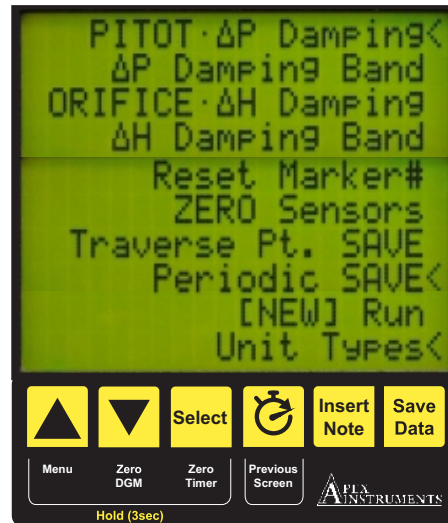 PITOT·ΔP Damping<
ΔP Damping Band
ORIFICE·ΔH Damping
ΔH Damping Band
Reset Marker#
ZERO Sensors
Traverse Pt. SAVE
Periodic SAVE<
[NEW] Run
Unit Types<
Select
Insert Note
Save Data
Menu
Zero DGM
Zero Timer
Previous Screen
Hold (3sec)
APEX INSTRUMENTS